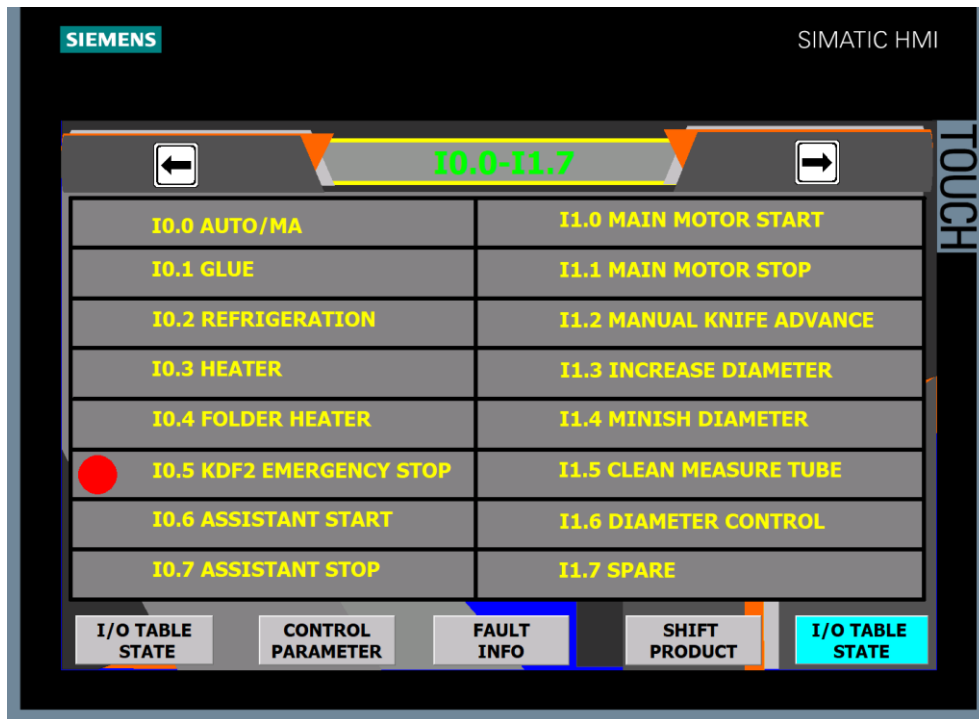 SIEMENS
SIMATIC HMI
TOUCH
I0.0-I1.7
I0.0 AUTO/MA
I1.0 MAIN MOTOR START
I0.1 GLUE
I1.1 MAIN MOTOR STOP
I0.2 REFRIGERATION
I1.2 MANUAL KNIFE ADVANCE
I0.3 HEATER
I1.3 INCREASE DIAMETER
I0.4 FOLDER HEATER
I1.4 MINISH DIAMETER
I0.5 KDF2 EMERGENCY STOP
I1.5 CLEAN MEASURE TUBE
I0.6 ASSISTANT START
I1.6 DIAMETER CONTROL
I0.7 ASSISTANT STOP
I1.7 SPARE
I/O TABLE
STATE
CONTROL
PARAMETER
FAULT
INFO
SHIFT
PRODUCT
I/O TABLE
STATE